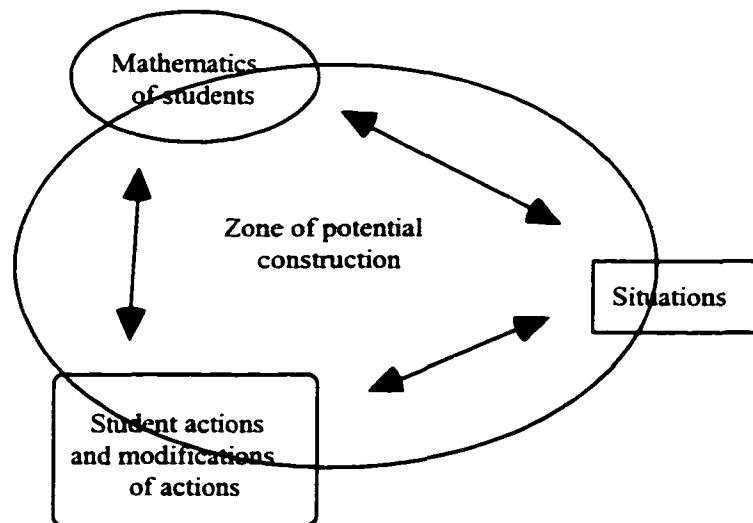 Mathematics
of students
Zone of potential
construction
Situations
Student actions
and modifications
of actions